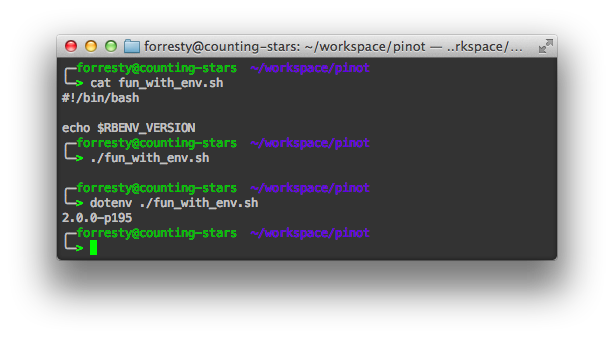 forresty@counting-stars: ~/workspace/pinot — ..rkspace/...
╭─forresty@counting-stars ~/workspace/pinot
╰─> cat fun_with_env.sh
#!/bin/bash

echo $RBENV_VERSION
╭─forresty@counting-stars ~/workspace/pinot
╰─> ./fun_with_env.sh

╭─forresty@counting-stars ~/workspace/pinot
╰─> dotenv ./fun_with_env.sh
2.0.0-p195
╭─forresty@counting-stars ~/workspace/pinot
╰─>